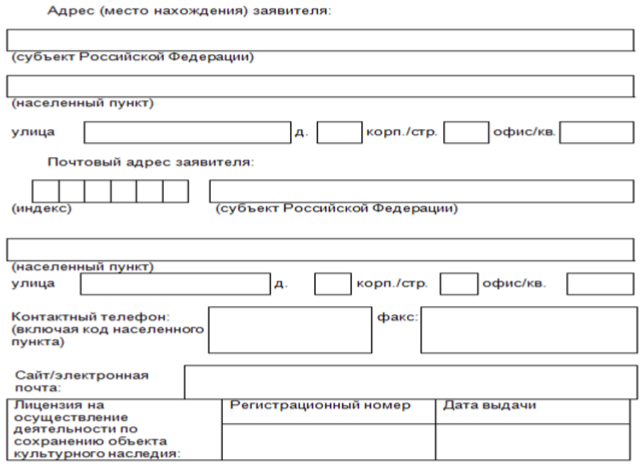 Адрес (место нахождения) заявителя:
(субъект Российской Федерации)
(населенный пункт)
улица д. корп./стр. офис/кв.
Почтовый адрес заявителя:
(индекс) (субъект Российской Федерации)
(населенный пункт)
улица д. корп./стр. офис/кв.
Контактный телефон: факс:
(включая код населенного
пункта)
Сайт/электронная
почта:
Лицензия на Регистрационный номер Дата выдачи
осуществление
деятельности по
сохранению объекта
культурного наследия: